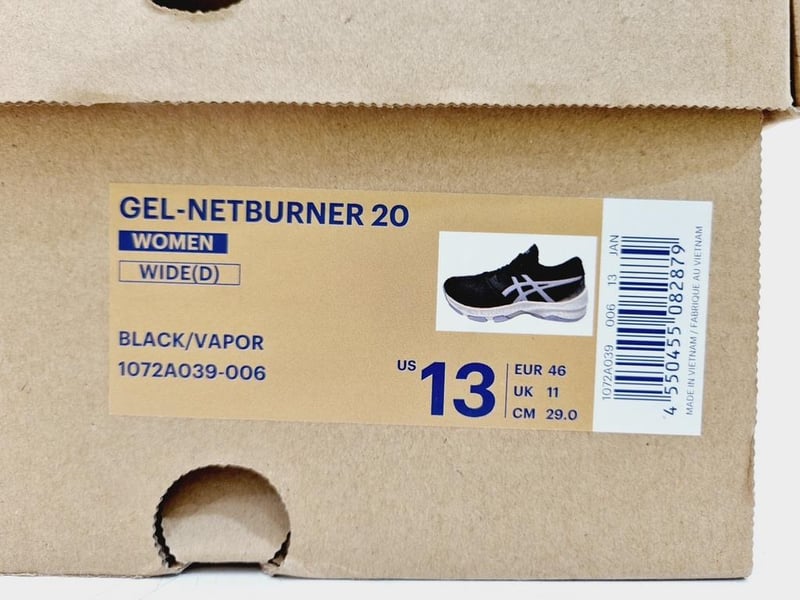 GEL-NETBURNER 20
WOMEN
WIDE(D)
BLACK/VAPOR
1072A039-006
US 13
EUR 46
UK 11
CM 29.0
1072A039 006 13 JAN
4 550455 082879
MADE IN VIETNAM / FABRIQUE AU VIETNAM